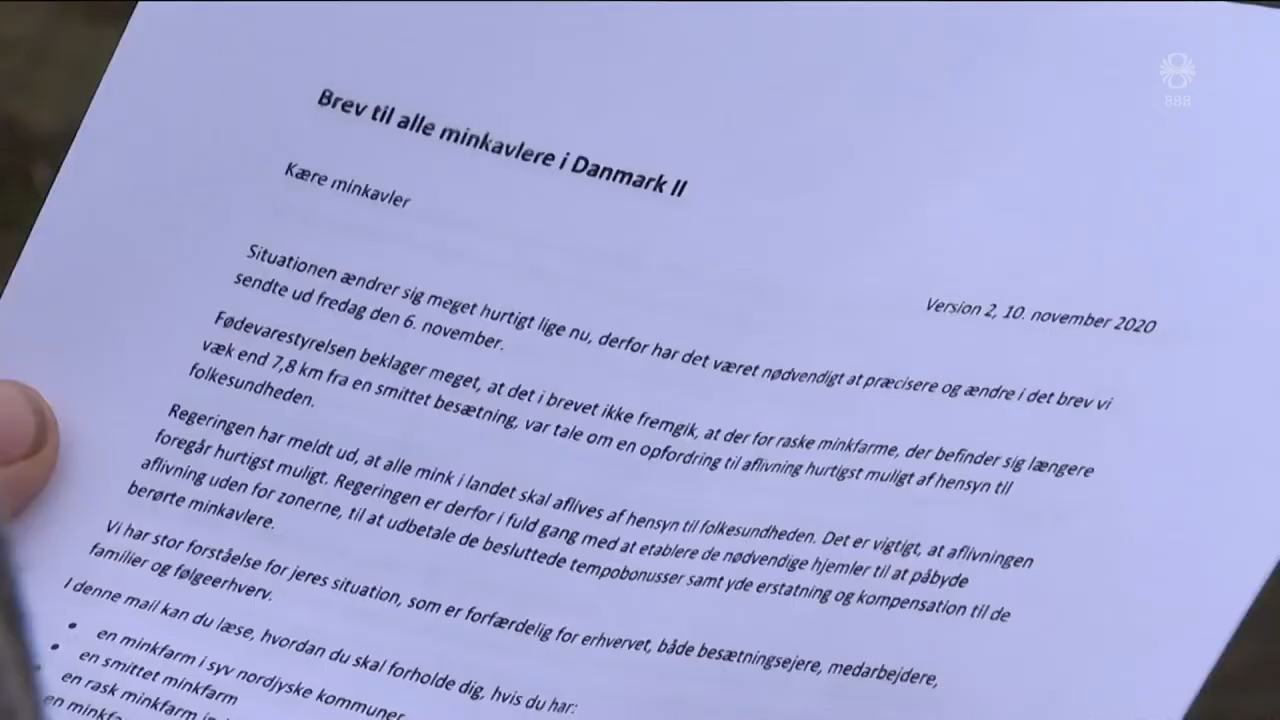 888
Brev til alle minkavlere i Danmark II
Kære minkavler
Version 2, 10. november 2020
Situationen ændrer sig meget hurtigt lige nu, derfor har det været nødvendigt at præcisere og ændre i det brev vi
sendte ud fredag den 6. november.
Fødevarestyrelsen beklager meget, at det i brevet ikke fremgik, at der for raske minkfarme, der befinder sig længere
væk end 7,8 km fra en smittet besætning, var tale om en opfordring til aflivning hurtigst muligt af hensyn til
folkesundheden.
Regeringen har meldt ud, at alle mink i landet skal aflives af hensyn til folkesundheden. Det er vigtigt, at aflivningen
foregår hurtigst muligt. Regeringen er derfor i fuld gang med at etablere de nødvendige hjemler til at påbyde
aflivning uden for zonerne, til at udbetale de besluttede tempobonusser samt yde erstatning og kompensation til de
berørte minkavlere.
Vi har stor forståelse for jeres situation, som er forfærdelig for erhvervet, både besætningsejere, medarbejdere,
familier og følgeerhverv.
I denne mail kan du læse, hvordan du skal forholde dig, hvis du har:
• en minkfarm i syv nordjyske kommuner
• en smittet minkfarm
• en rask minkfarm
en